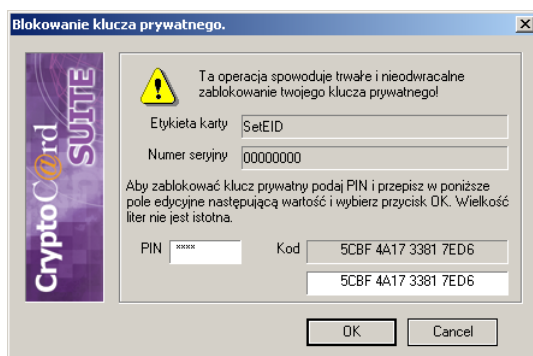 Blokowanie klucza prywatnego.
CryptoC@rd
SUITE
Ta operacja spowoduje trwałe i nieodwracalne
zablokowanie twojego klucza prywatnego!
Etykieta karty SetEID
Numer seryjny 00000000
Aby zablokować klucz prywatny podaj PIN i przepisz w poniższe
pole edycyjne następującą wartość i wybierz przycisk OK. Wielkość
liter nie jest istotna.
PIN **** Kod 5CBF 4A17 3381 7ED6
5CBF 4A17 3381 7ED6
OK Cancel